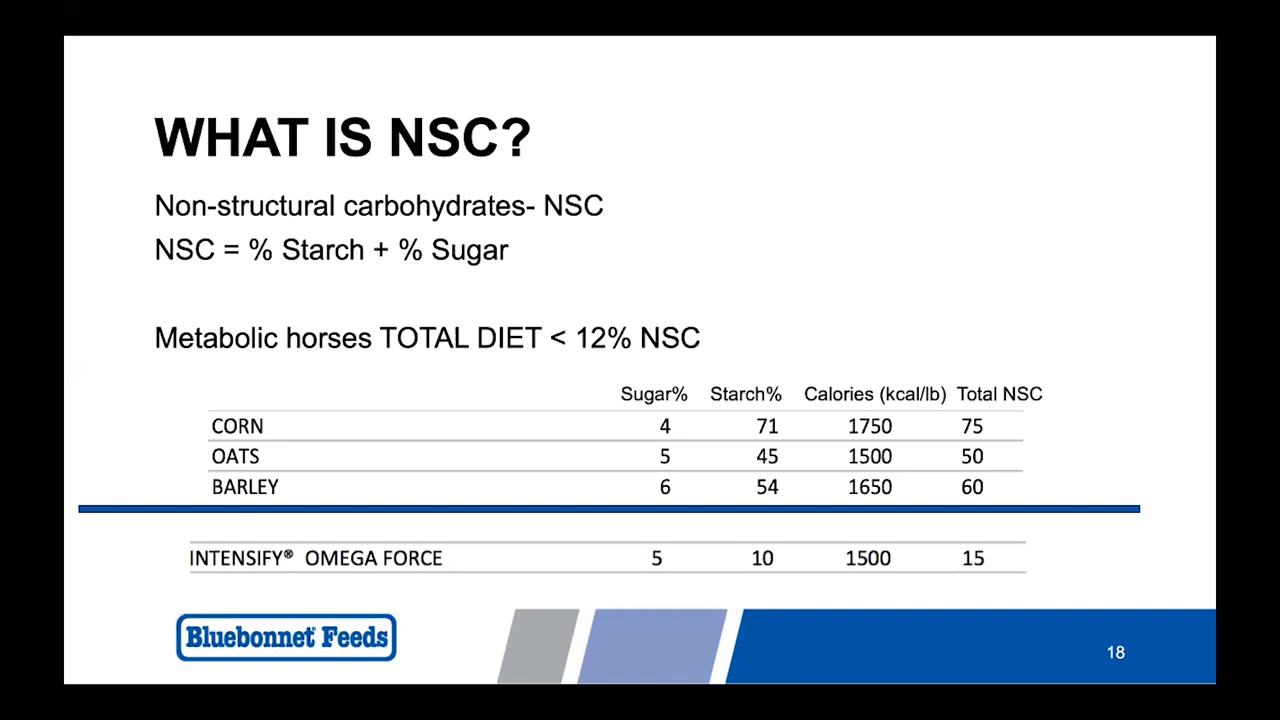 WHAT IS NSC?
Non-structural carbohydrates- NSC
NSC = % Starch + % Sugar
Metabolic horses TOTAL DIET < 12% NSC
Sugar% Starch% Calories (kcal/lb) Total NSC
CORN 4 71 1750 75
OATS 5 45 1500 50
BARLEY 6 54 1650 60
INTENSIFY® OMEGA FORCE 5 10 1500 15
Bluebonnet® Feeds
18